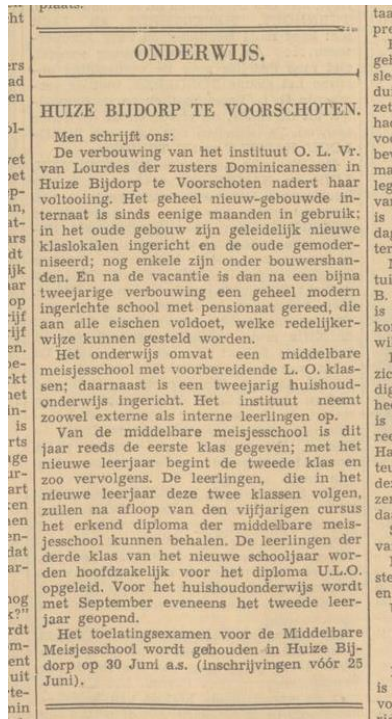 ONDERWIJS.
HUIZE BIJDORP TE VOORSCHOTEN.
Men schrijft ons:
De verbouwing van het instituut O. L. Vr.
van Lourdes der zusters Dominicanessen in
Huize Bijdorp te Voorschoten nadert haar
voltooiing. Het geheel nieuw-gebouwde in-
ternaat is sinds eenige maanden in gebruik;
in het oude gebouw zijn geleidelijk nieuwe
klaslokalen ingericht en de oude gemoder-
niseerd; nog enkele zijn onder bouwershan-
den. En na de vacantie is dan na een bijna
tweejarige verbouwing een geheel modern
ingerichte school met pensionaat gereed, die
aan alle eischen voldoet, welke redelijker-
wijze kunnen gesteld worden.
Het onderwijs omvat een middelbare
meisjesschool met voorbereidende L. O. klas-
sen; daarnaast is een tweejarig huishoud-
onderwijs ingericht. Het instituut neemt
zoowel externe als interne leerlingen op.
Van de middelbare meisjesschool is dit
jaar reeds de eerste klas gegeven; met het
nieuwe leerjaar begint de tweede klas en
zoo vervolgens. De leerlingen, die in het
nieuwe leerjaar deze twee klassen volgen,
zullen na afloop van den vijfjarigen cursus
het erkend diploma der middelbare meis-
jesschool kunnen behalen. De leerlingen der
derde klas van het nieuwe schooljaar wor-
den hoofdzakelijk voor het diploma U.L.O.
opgeleid. Voor het huishoudonderwijs wordt
met September eveneens het tweede leer-
jaar geopend.
Het toelatingsexamen voor de Middelbare
Meisjesschool wordt gehouden in Huize Bij-
dorp op 30 Juni a.s. (inschrijvingen vóór 25
Juni).